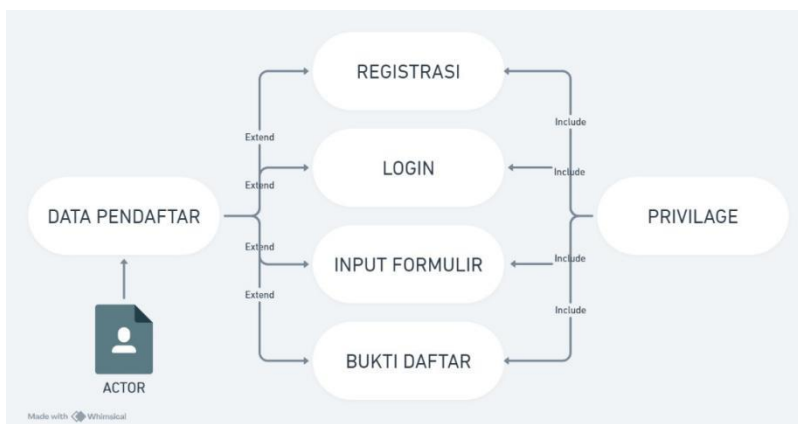 REGISTRASI
Extend
Include
LOGIN
Extend
Include
DATA PENDAFTAR
PRIVILAGE
Extend
Include
INPUT FORMULIR
Extend
Include
BUKTI DAFTAR
ACTOR
Made with Whimsical